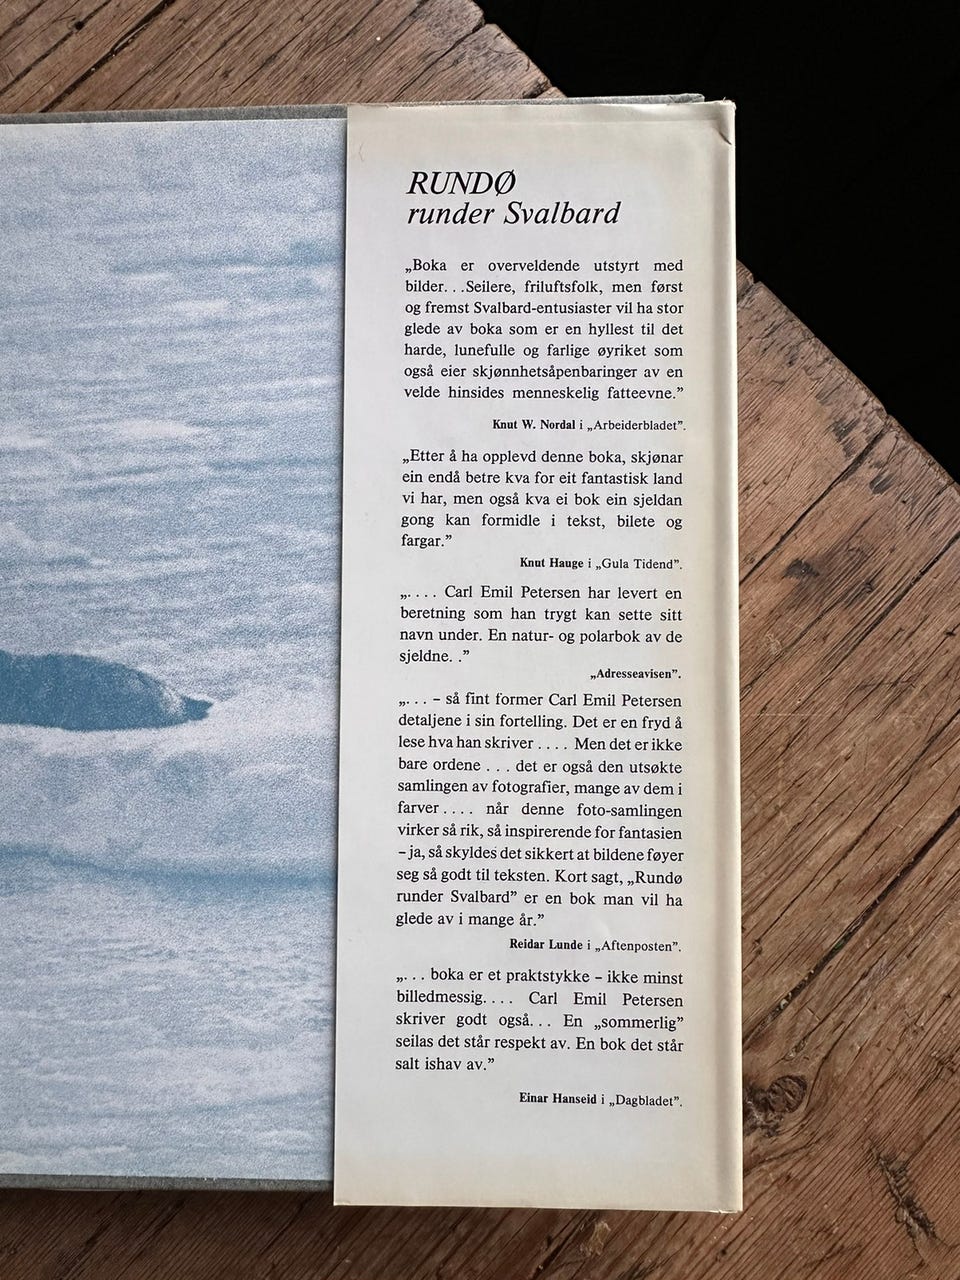 RUNDØ
runder Svalbard
„Boka er overveldende utstyrt med
bilder. . .Seilere, friluftsfolk, men først
og fremst Svalbard-entusiaster vil ha stor
glede av boka som er en hyllest til det
harde, lunefulle og farlige øyriket som
også eier skjønnhetsåpenbaringer av en
velde hinsides menneskelig fatteevne.”
Knut W. Nordal i „Arbeiderbladet”.
„Etter å ha opplevd denne boka, skjønar
ein endå betre kva for eit fantastisk land
vi har, men også kva ei bok ein sjeldan
gong kan formidle i tekst, bilete og
fargar.”
Knut Hauge i „Gula Tidend”.
„. . . . Carl Emil Petersen har levert en
beretning som han trygt kan sette sitt
navn under. En natur- og polarbok av de
sjeldne. .”
„Adresseavisen”.
„. . . – så fint former Carl Emil Petersen
detaljene i sin fortelling. Det er en fryd å
lese hva han skriver . . . . Men det er ikke
bare ordene . . . det er også den utsøkte
samlingen av fotografier, mange av dem i
farver . . . . når denne foto-samlingen
virker så rik, så inspirerende for fantasien
– ja, så skyldes det sikkert at bildene føyer
seg så godt til teksten. Kort sagt, „Rundø
runder Svalbard” er en bok man vil ha
glede av i mange år.”
Reidar Lunde i „Aftenposten”.
„. . . boka er et praktstykke – ikke minst
billedmessig. . . . Carl Emil Petersen
skriver godt også. . . En „sommerlig”
seilas det står respekt av. En bok det står
salt ishav av.”
Einar Hanseid i „Dagbladet”.